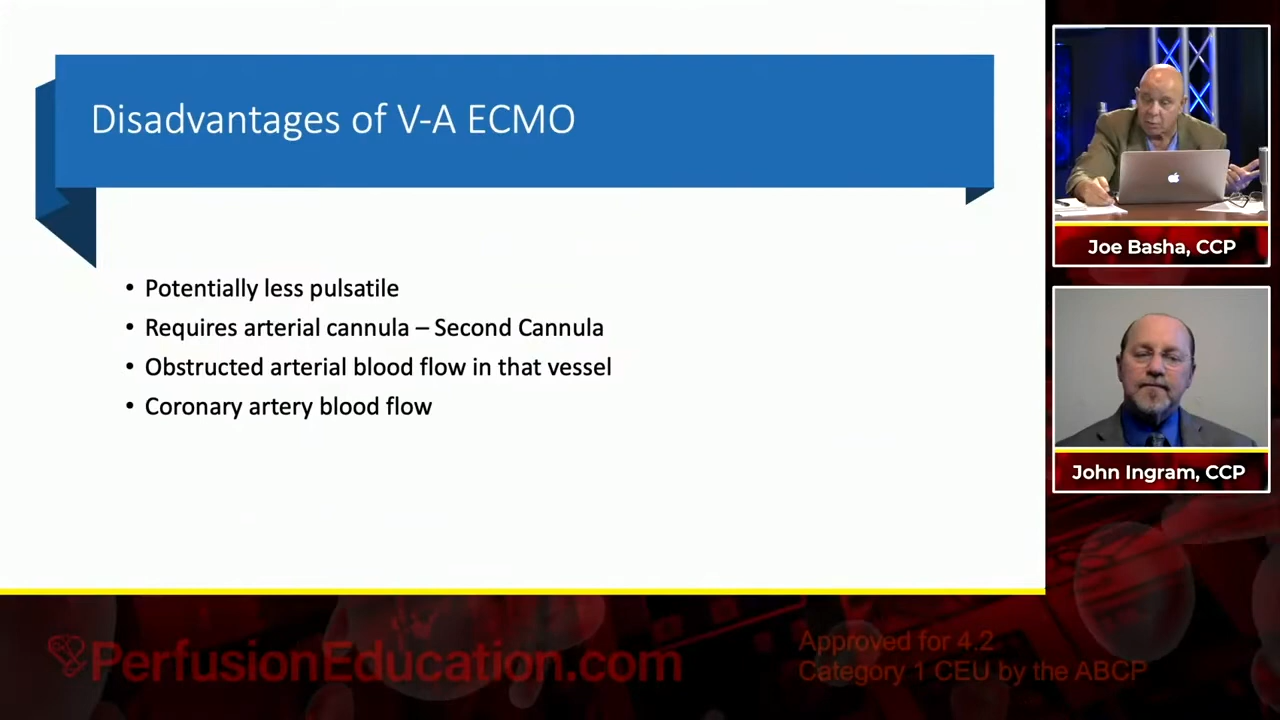 Disadvantages of V-A ECMO
• Potentially less pulsatile
• Requires arterial cannula – Second Cannula
• Obstructed arterial blood flow in that vessel
• Coronary artery blood flow
Joe Basha, CCP
John Ingram, CCP
PerfusionEducation.com
Approved for 4.2
Category 1 CEU by the ABCP